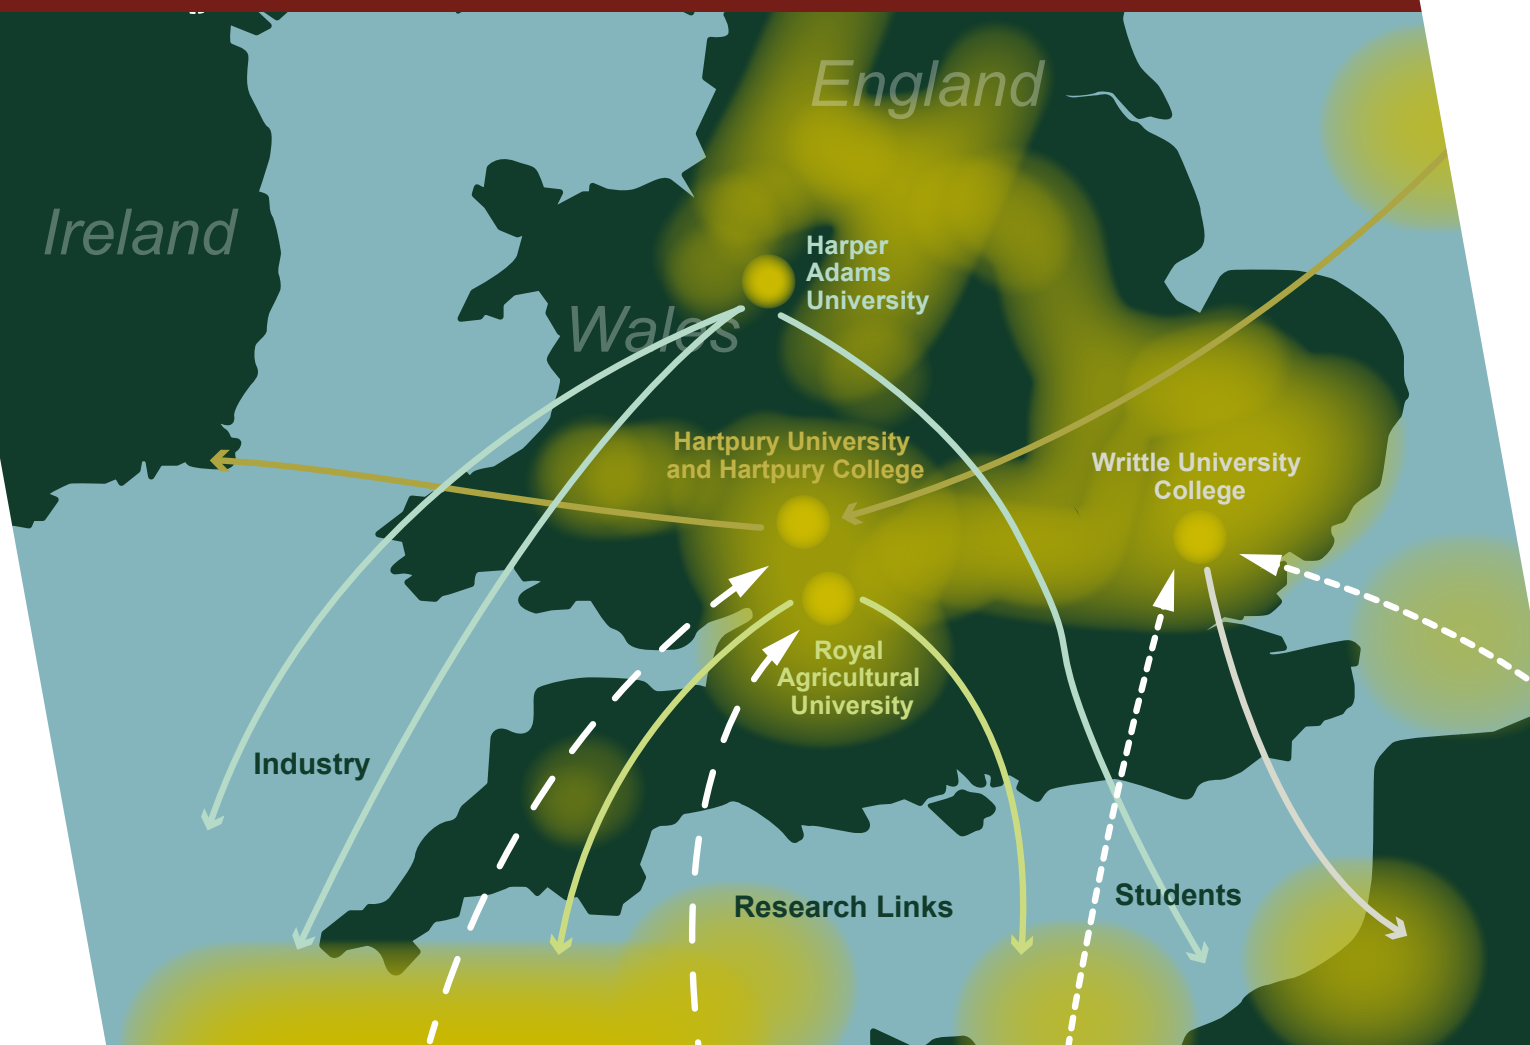 England
Ireland
Harper
Adams
University
Wales
Hartpury University
and Hartpury College
Writtle University
College
Royal
Agricultural
University
Industry
Research Links
Students